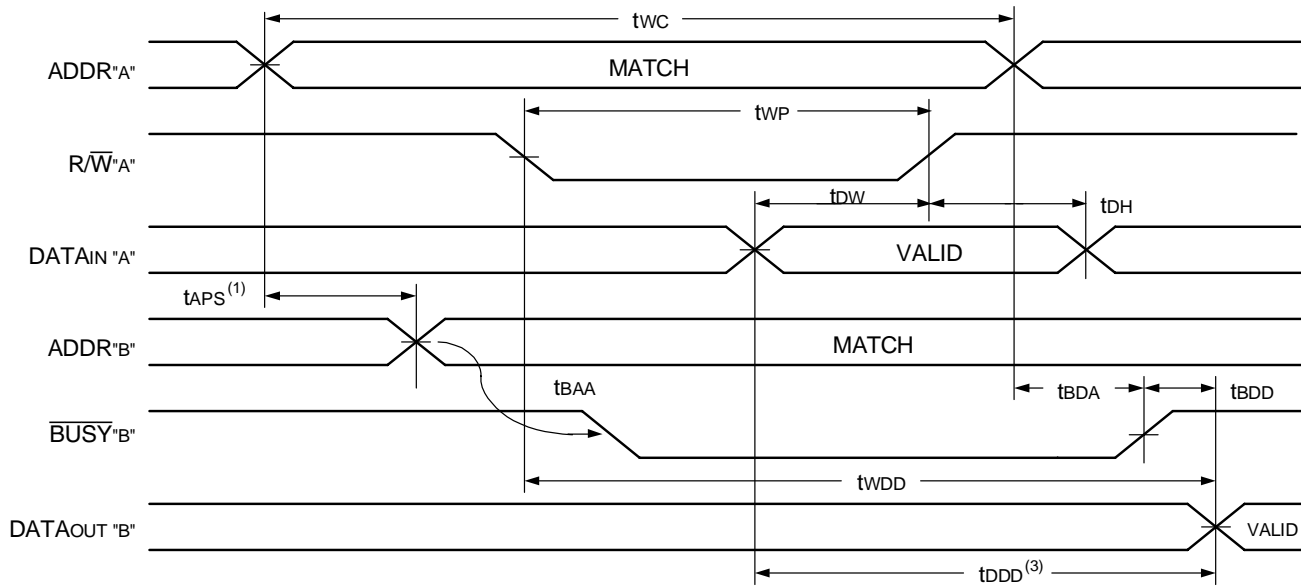 tWC
ADDR"A"
MATCH
tWP
R/W"A"
tDW
tDH
DATAIN "A"
VALID
tAPS(1)
ADDR"B"
MATCH
tBAA
tBDA
tBDD
BUSY"B"
tWDD
DATAOUT "B"
VALID
tDDD(3)